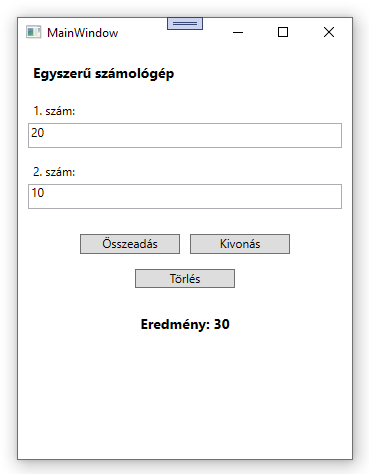 MainWindow
Egyszerű számológép
1. szám:
20
2. szám:
10
Összeadás Kivonás
Törlés
Eredmény: 30